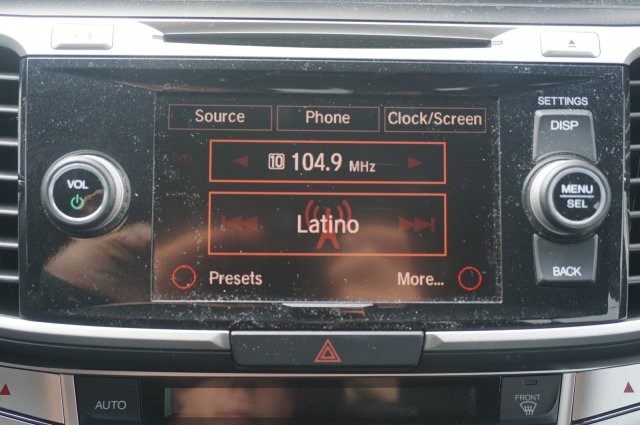 SETTINGS
Source Phone Clock/Screen
DISP
10 104.9 MHz
VOL
MENU
SEL
Latino
Presets More...
BACK
AUTO
FRONT